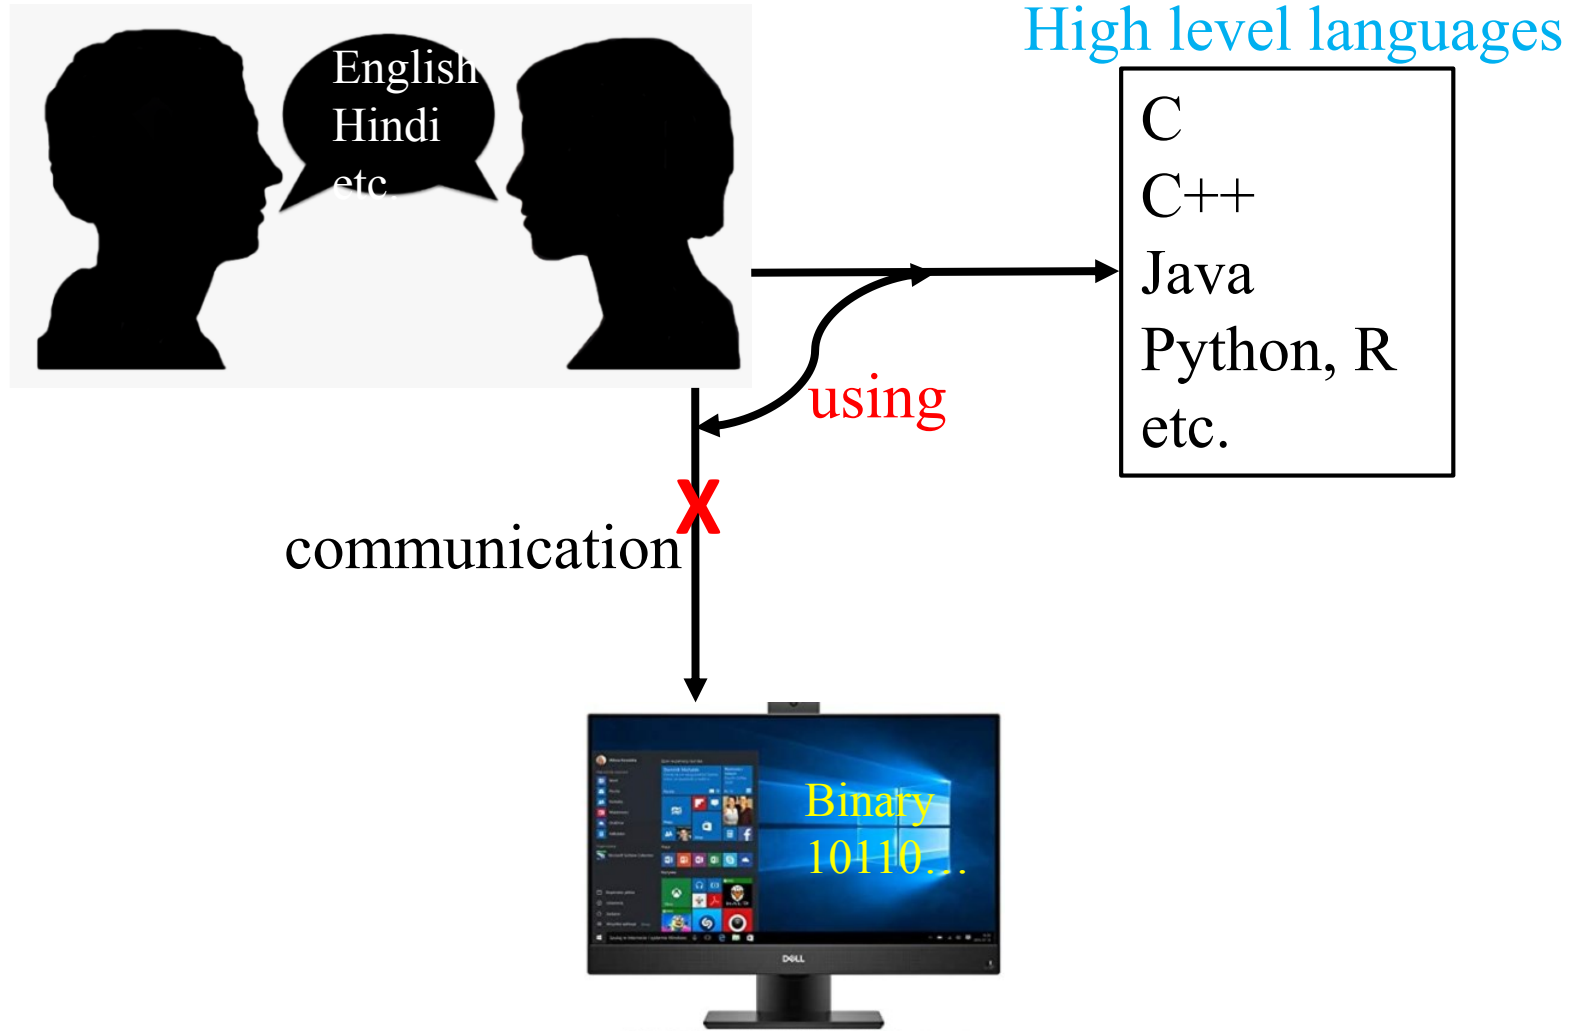 High level languages
English
Hindi
etc.
C
C++
Java
Python, R
etc.
using
X
communication
Binary
10110...
DELL